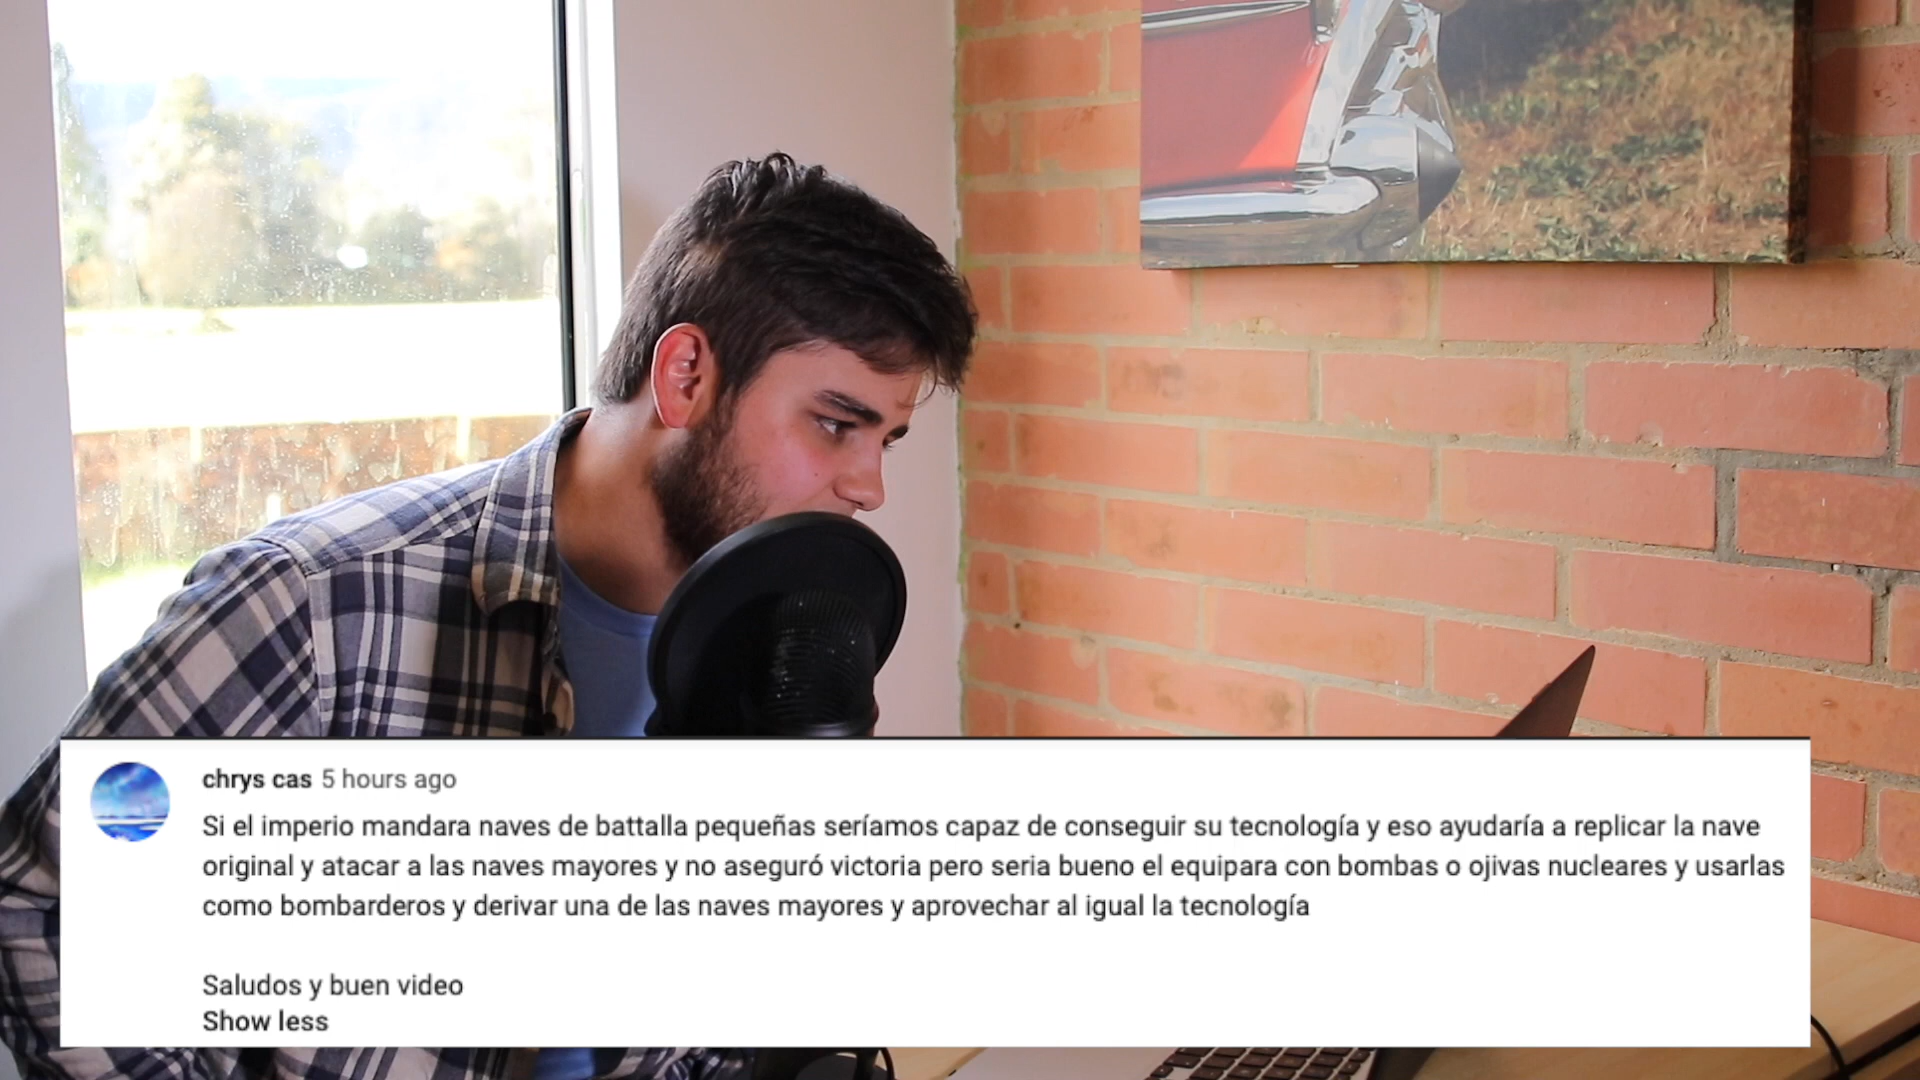 chrys cas 5 hours ago
Si el imperio mandara naves de battalla pequeñas seríamos capaz de conseguir su tecnología y eso ayudaría a replicar la nave
original y atacar a las naves mayores y no aseguró victoria pero seria bueno el equipara con bombas o ojivas nucleares y usarlas
como bombarderos y derivar una de las naves mayores y aprovechar al igual la tecnología
Saludos y buen video
Show less